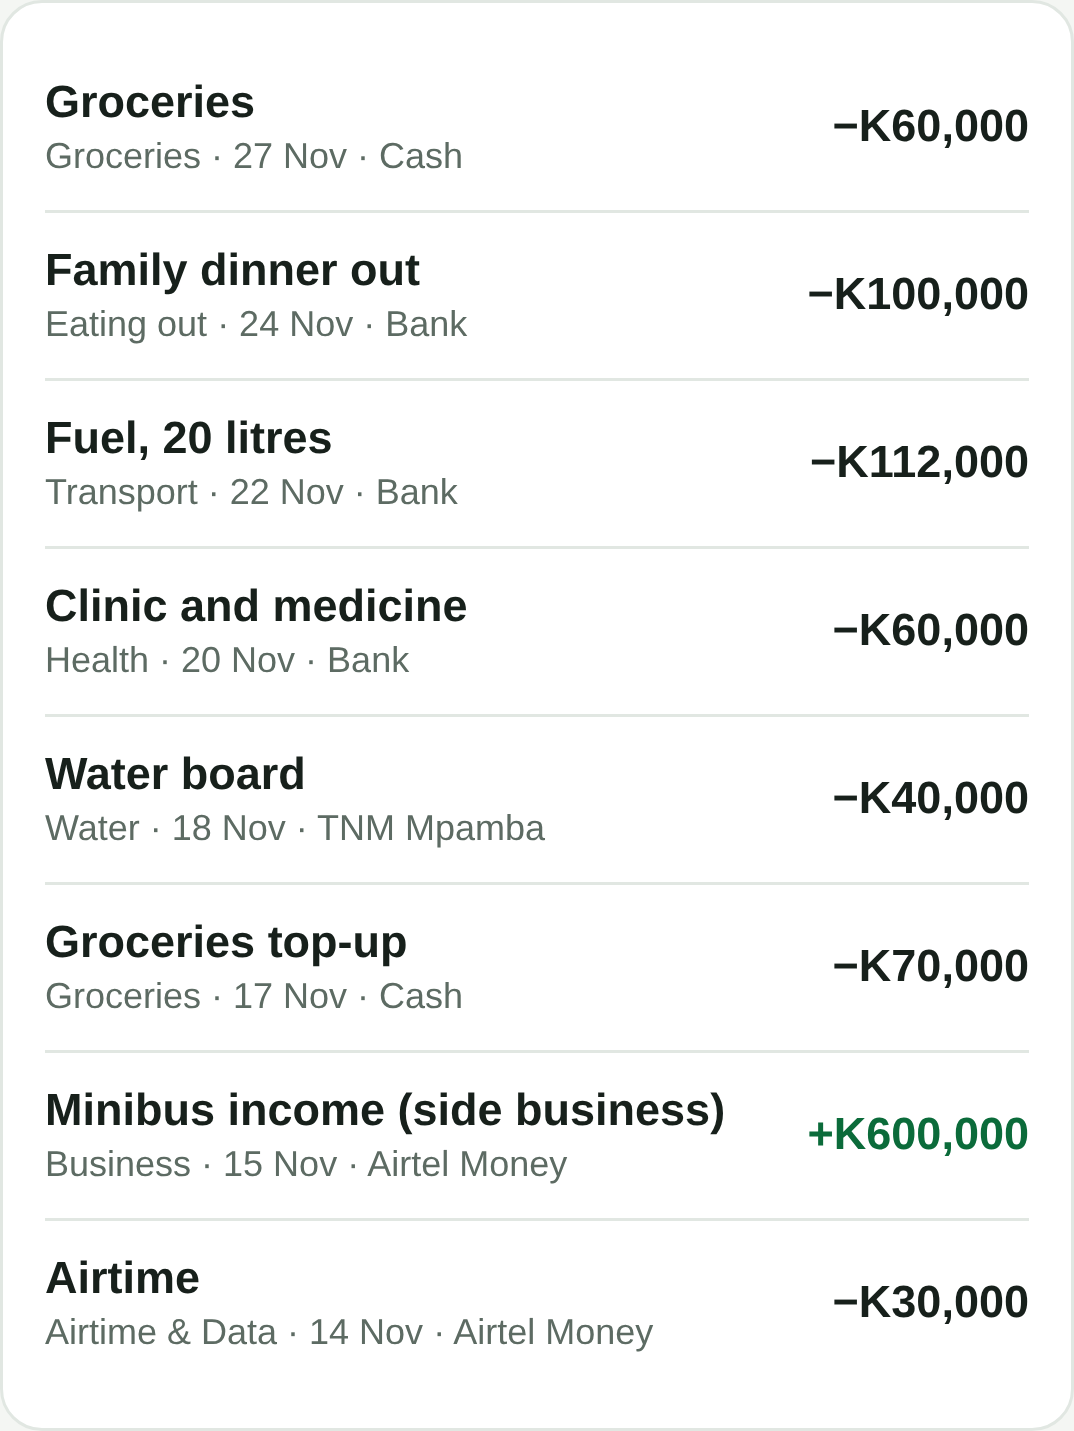 Groceries
−K60,000
Groceries · 27 Nov · Cash
Family dinner out
−K100,000
Eating out · 24 Nov · Bank
Fuel, 20 litres
−K112,000
Transport · 22 Nov · Bank
Clinic and medicine
−K60,000
Health · 20 Nov · Bank
Water board
−K40,000
Water · 18 Nov · TNM Mpamba
Groceries top-up
−K70,000
Groceries · 17 Nov · Cash
Minibus income (side business)
+K600,000
Business · 15 Nov · Airtel Money
Airtime
−K30,000
Airtime & Data · 14 Nov · Airtel Money